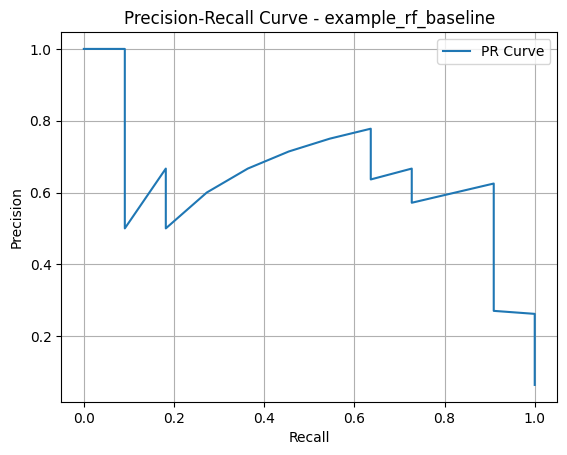 Precision-Recall Curve - example_rf_baseline
PR Curve
Precision
1.0
0.8
0.6
0.4
0.2
0.0 0.2 0.4 0.6 0.8 1.0
Recall